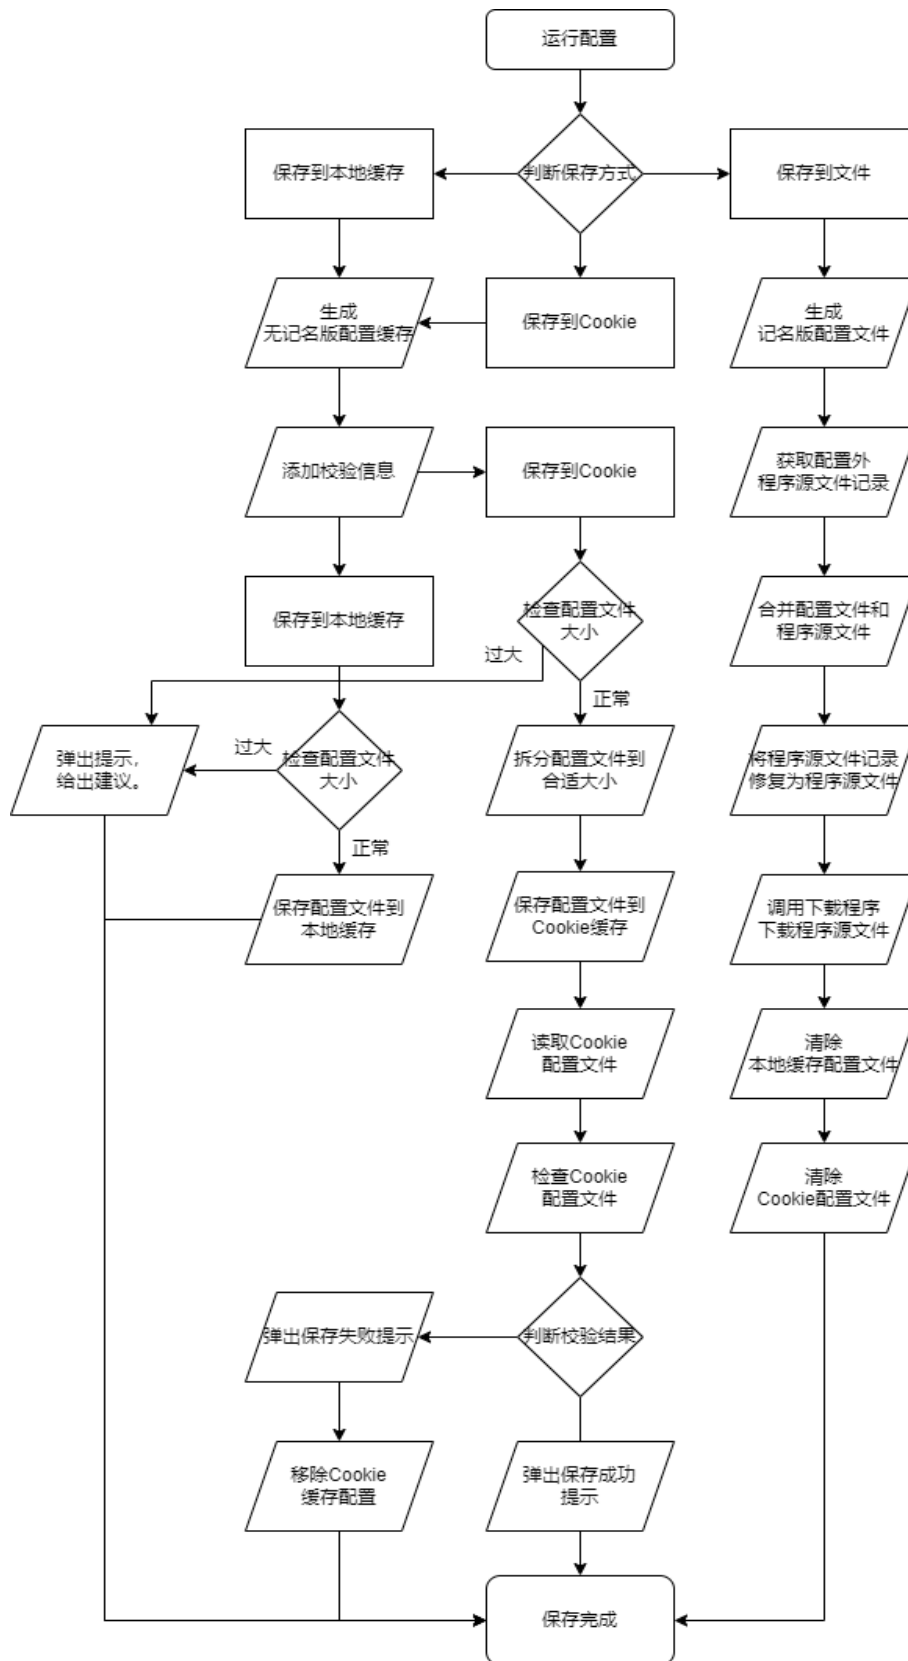 运行配置
保存到本地缓存
判断保存方式
保存到文件
生成
无记名版配置缓存
保存到Cookie
生成
记名版配置文件
添加校验信息
保存到Cookie
获取配置外
程序源文件记录
保存到本地缓存
检查配置文件
大小
合并配置文件和
程序源文件
过大
正常
弹出提示，
给出建议。
过大
检查配置文件
大小
拆分配置文件到
合适大小
将程序源文件记录
修复为程序源文件
正常
保存配置文件到
本地缓存
保存配置文件到
Cookie缓存
调用下载程序
下载程序源文件
读取Cookie
配置文件
清除
本地缓存配置文件
检查Cookie
配置文件
清除
Cookie配置文件
弹出保存失败提示
判断校验结果
移除Cookie
缓存配置
弹出保存成功
提示
保存完成